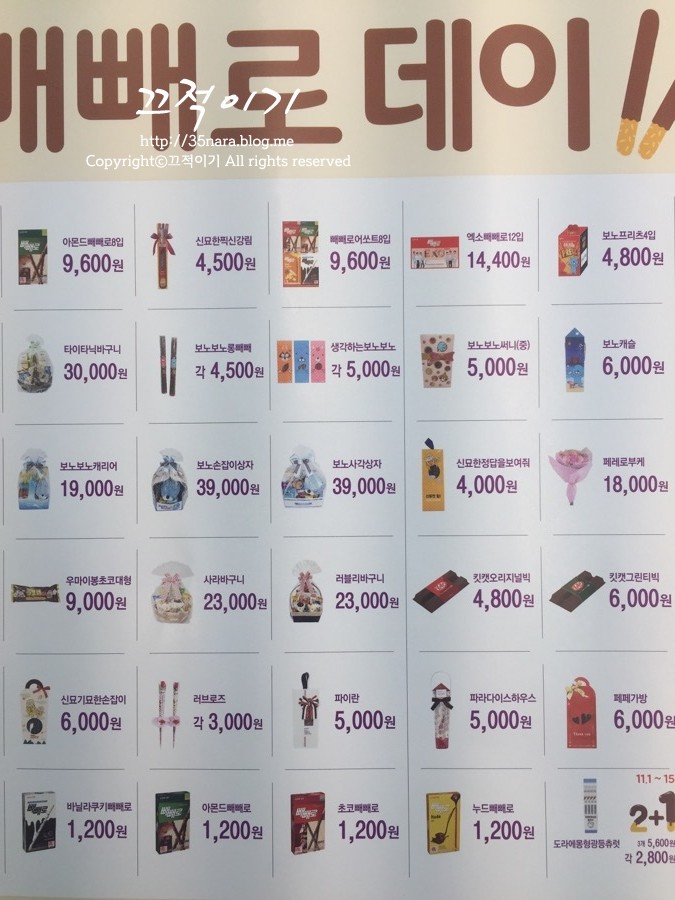 빼빼로데이
끄적이기
http://35nara.blog.me
Copyright©끄적이기 All rights reserved
아몬드빼빼로8입
9,600원
신묘한찍신강림
4,500원
빼빼로어쏘트8입
9,600원
엑소빼빼로12입
14,400원
보노프리츠4입
4,800원
타이타닉바구니
30,000원
보노보노롱빼빼
각 4,500원
생각하는보노보노
각 5,000원
보노보노써니(중)
5,000원
보노캐슬
6,000원
보노보노캐리어
19,000원
보노손잡이상자
39,000원
보노사각상자
39,000원
신묘한정답을보여줘
4,000원
페레로부케
18,000원
우마이봉초코대형
9,000원
사라바구니
23,000원
러블리바구니
23,000원
킷캣오리지널빅
4,800원
킷캣그린티빅
6,000원
신묘기묘한손잡이
6,000원
러브로즈
각 3,000원
파이란
5,000원
파라다이스하우스
5,000원
페페가방
6,000원
바닐라쿠키빼빼로
1,200원
아몬드빼빼로
1,200원
초코빼빼로
1,200원
누드빼빼로
1,200원
11.1 ~ 15
2+1
도라에몽형광등츄럿
3개 5,600원
각 2,800원